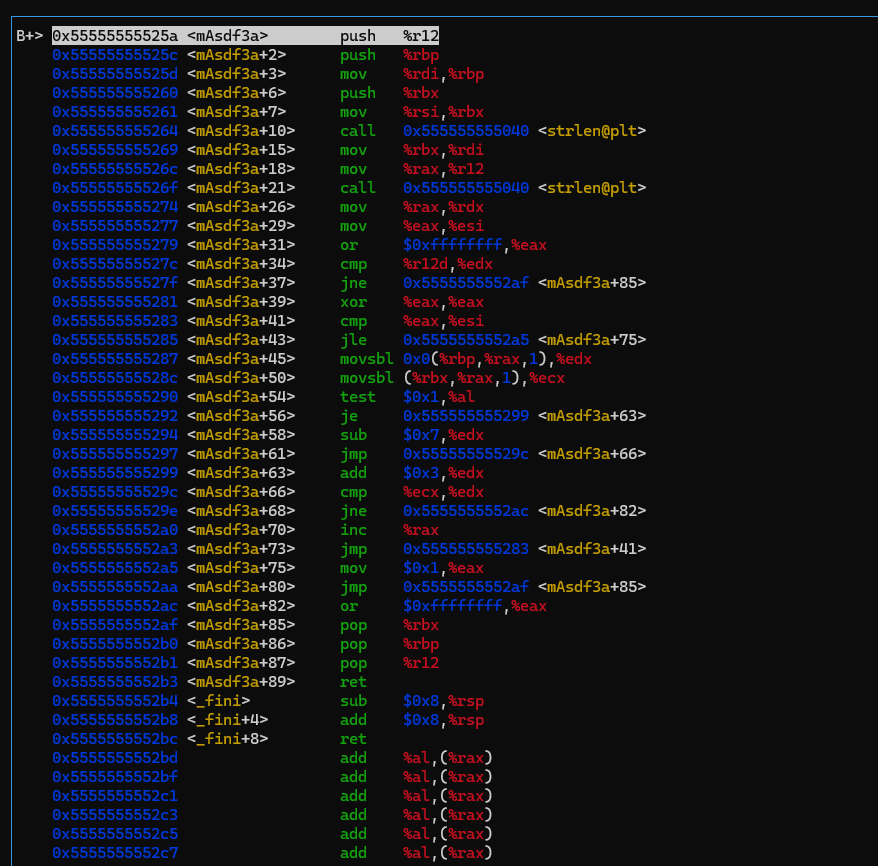 B+> 0x55555555525a <mAsdf3a> push %r12
0x55555555525c <mAsdf3a+2> push %rbp
0x55555555525d <mAsdf3a+3> mov %rdi,%rbp
0x555555555260 <mAsdf3a+6> push %rbx
0x555555555261 <mAsdf3a+7> mov %rsi,%rbx
0x555555555264 <mAsdf3a+10> call 0x555555555040 <strlen@plt>
0x555555555269 <mAsdf3a+15> mov %rbx,%rdi
0x55555555526c <mAsdf3a+18> mov %rax,%r12
0x55555555526f <mAsdf3a+21> call 0x555555555040 <strlen@plt>
0x555555555274 <mAsdf3a+26> mov %rax,%rdx
0x555555555277 <mAsdf3a+29> mov %eax,%esi
0x555555555279 <mAsdf3a+31> or $0xffffffff,%eax
0x55555555527c <mAsdf3a+34> cmp %r12d,%edx
0x55555555527f <mAsdf3a+37> jne 0x5555555552af <mAsdf3a+85>
0x555555555281 <mAsdf3a+39> xor %eax,%eax
0x555555555283 <mAsdf3a+41> cmp %eax,%esi
0x555555555285 <mAsdf3a+43> jle 0x5555555552a5 <mAsdf3a+75>
0x555555555287 <mAsdf3a+45> movsbl 0x0(%rbp,%rax,1),%edx
0x55555555528c <mAsdf3a+50> movsbl (%rbx,%rax,1),%ecx
0x555555555290 <mAsdf3a+54> test $0x1,%al
0x555555555292 <mAsdf3a+56> je 0x555555555299 <mAsdf3a+63>
0x555555555294 <mAsdf3a+58> sub $0x7,%edx
0x555555555297 <mAsdf3a+61> jmp 0x55555555529c <mAsdf3a+66>
0x555555555299 <mAsdf3a+63> add $0x3,%edx
0x55555555529c <mAsdf3a+66> cmp %ecx,%edx
0x55555555529e <mAsdf3a+68> jne 0x5555555552ac <mAsdf3a+82>
0x5555555552a0 <mAsdf3a+70> inc %rax
0x5555555552a3 <mAsdf3a+73> jmp 0x555555555283 <mAsdf3a+41>
0x5555555552a5 <mAsdf3a+75> mov $0x1,%eax
0x5555555552aa <mAsdf3a+80> jmp 0x5555555552af <mAsdf3a+85>
0x5555555552ac <mAsdf3a+82> or $0xffffffff,%eax
0x5555555552af <mAsdf3a+85> pop %rbx
0x5555555552b0 <mAsdf3a+86> pop %rbp
0x5555555552b1 <mAsdf3a+87> pop %r12
0x5555555552b3 <mAsdf3a+89> ret
0x5555555552b4 <_fini> sub $0x8,%rsp
0x5555555552b8 <_fini+4> add $0x8,%rsp
0x5555555552bc <_fini+8> ret
0x5555555552bd add %al,(%rax)
0x5555555552bf add %al,(%rax)
0x5555555552c1 add %al,(%rax)
0x5555555552c3 add %al,(%rax)
0x5555555552c5 add %al,(%rax)
0x5555555552c7 add %al,(%rax)